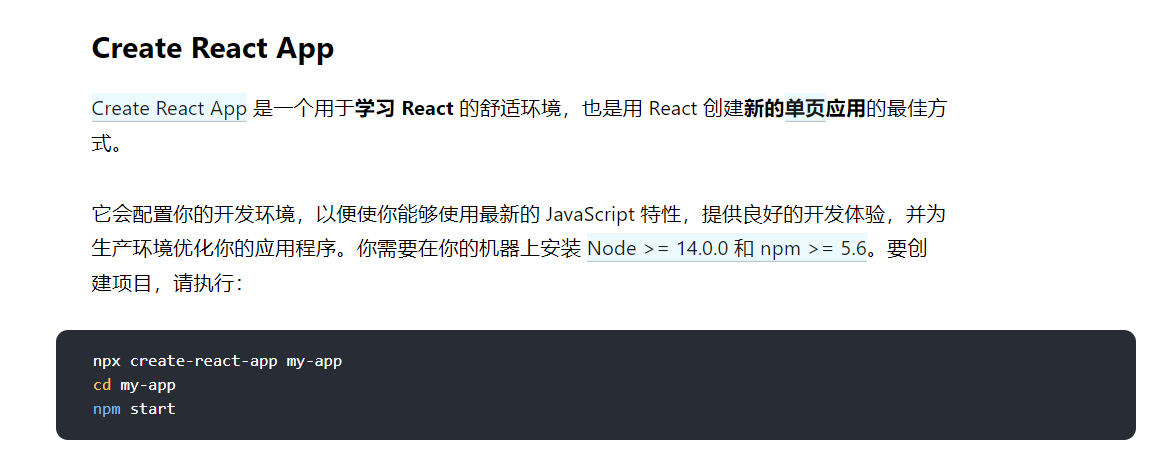 Create React App
Create React App 是一个用于学习 React 的舒适环境，也是用 React 创建新的单页应用的最佳方
式。
它会配置你的开发环境，以便使你能够使用最新的 JavaScript 特性，提供良好的开发体验，并为
生产环境优化你的应用程序。你需要在你的机器上安装 Node >= 14.0.0 和 npm >= 5.6。要创
建项目，请执行：
npx create-react-app my-app
cd my-app
npm start